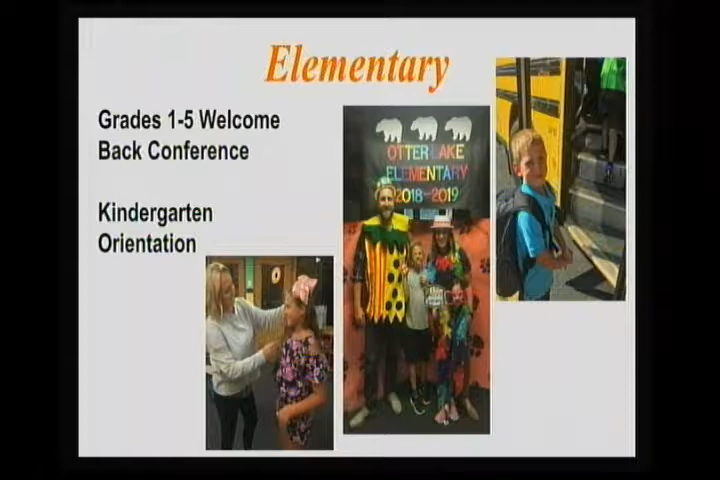 Elementary
Grades 1-5 Welcome
Back Conference
Kindergarten
Orientation
OTTER LAKE
ELEMENTARY
2018-2019